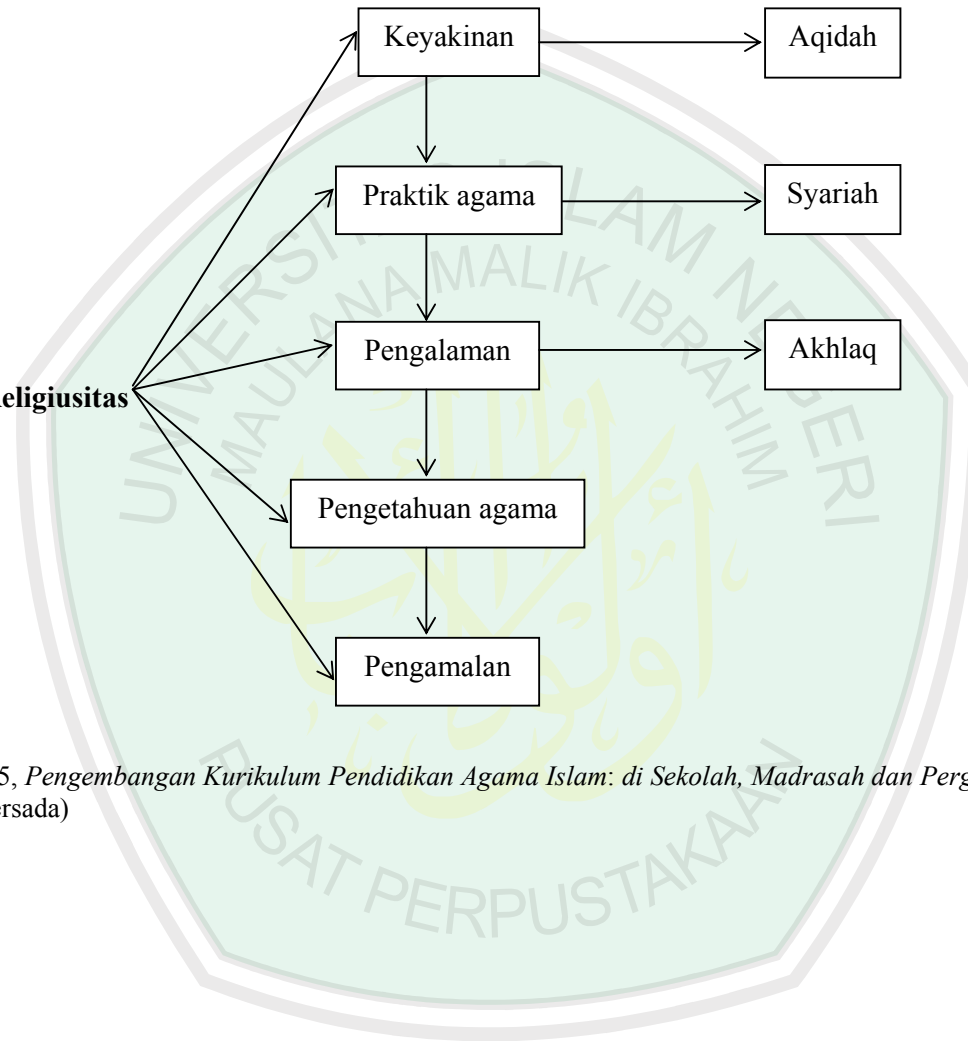 Keyakinan
Aqidah
Praktik agama
Syariah
Pengalaman
Akhlaq
eligiusitas
Pengetahuan agama
Pengamalan
5, Pengembangan Kurikulum Pendidikan Agama Islam: di Sekolah, Madrasah dan Perg
ersada)
UNIVERSITAS ISLAM NEGERI
MAULANA MALIK IBRAHIM
PUSAT PERPUSTAKAAN